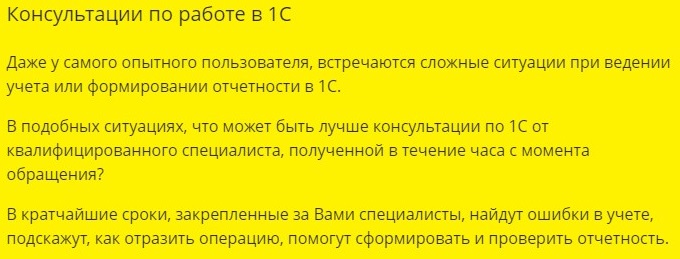 Консультации по работе в 1С
Даже у самого опытного пользователя, встречаются сложные ситуации при ведении
учета или формировании отчетности в 1С.
В подобных ситуациях, что может быть лучше консультации по 1С от
квалифицированного специалиста, полученной в течение часа с момента
обращения?
В кратчайшие сроки, закрепленные за Вами специалисты, найдут ошибки в учете,
подскажут, как отразить операцию, помогут сформировать и проверить отчетность.